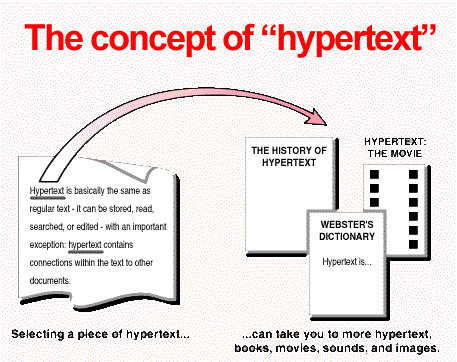 The concept of “hypertext”
Hypertext is basically the same as
regular text - it can be stored, read,
searched, or edited - with an important
exception: hypertext contains
connections within the text to other
documents.
THE HISTORY OF
HYPERTEXT
HYPERTEXT:
THE MOVIE
WEBSTER'S
DICTIONARY
Hypertext is...
Selecting a piece of hypertext...
...can take you to more hypertext,
books, movies, sounds, and images.